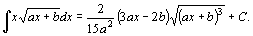 ∫x√(ax + b)dx = 2/(15a²) (3ax − 2b)√((ax + b)³) + C.